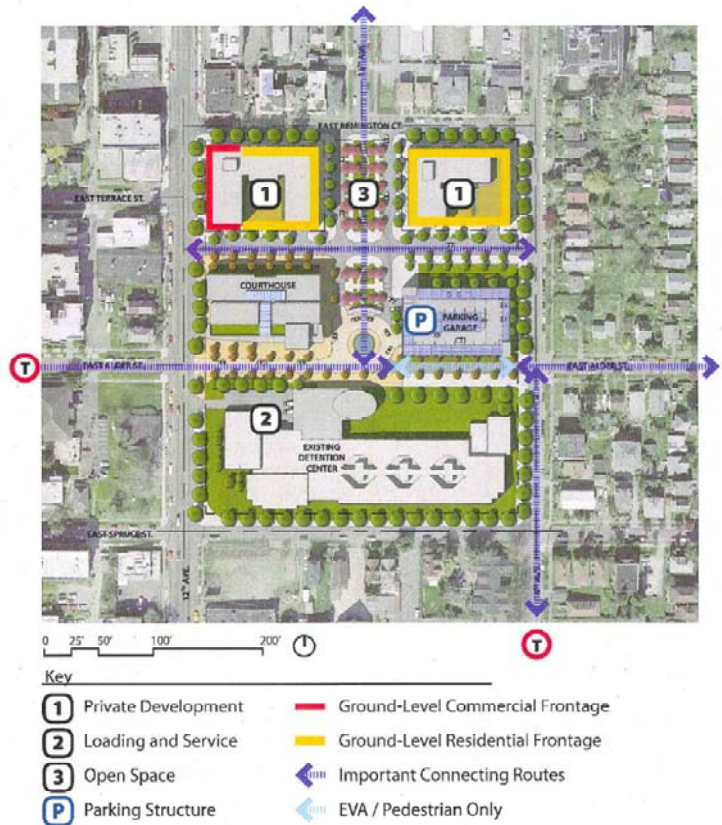 EAST REMINGTON CT.
1
3
1
EAST TERRACE ST.
COURTHOUSE
P
PARKING
GARAGE
T
EAST ALDER ST.
EAST ALDER ST.
2
EXISTING
DETENTION
CENTER
EAST SPRUCE ST.
12TH AVE.
0 25' 50' 100' 200'
T
Key
1 Private Development
2 Loading and Service
3 Open Space
P Parking Structure
Ground-Level Commercial Frontage
Ground-Level Residential Frontage
Important Connecting Routes
EVA / Pedestrian Only